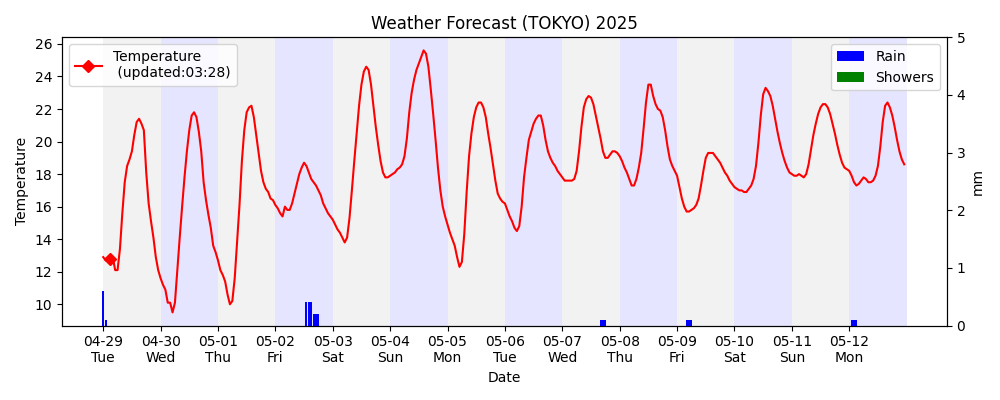 Weather Forecast (TOKYO) 2025
Temperature
(updated:03:28)
Rain
Showers
Temperature
26
24
22
20
18
16
14
12
10
5
4
3
2
1
0
mm
04-29 04-30 05-01 05-02 05-03 05-04 05-05 05-06 05-07 05-08 05-09 05-10 05-11 05-12
Tue Wed Thu Fri Sat Sun Mon Tue Wed Thu Fri Sat Sun Mon
Date